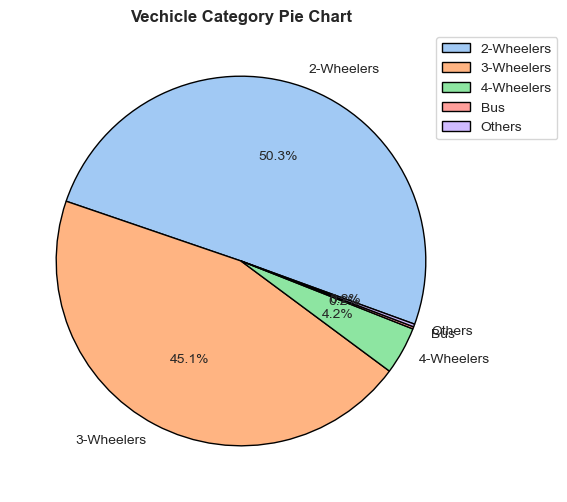 Vechicle Category Pie Chart
2-Wheelers
3-Wheelers
4-Wheelers
Bus
Others
2-Wheelers
50.3%
Others
Bus
4.2%
4-Wheelers
45.1%
3-Wheelers